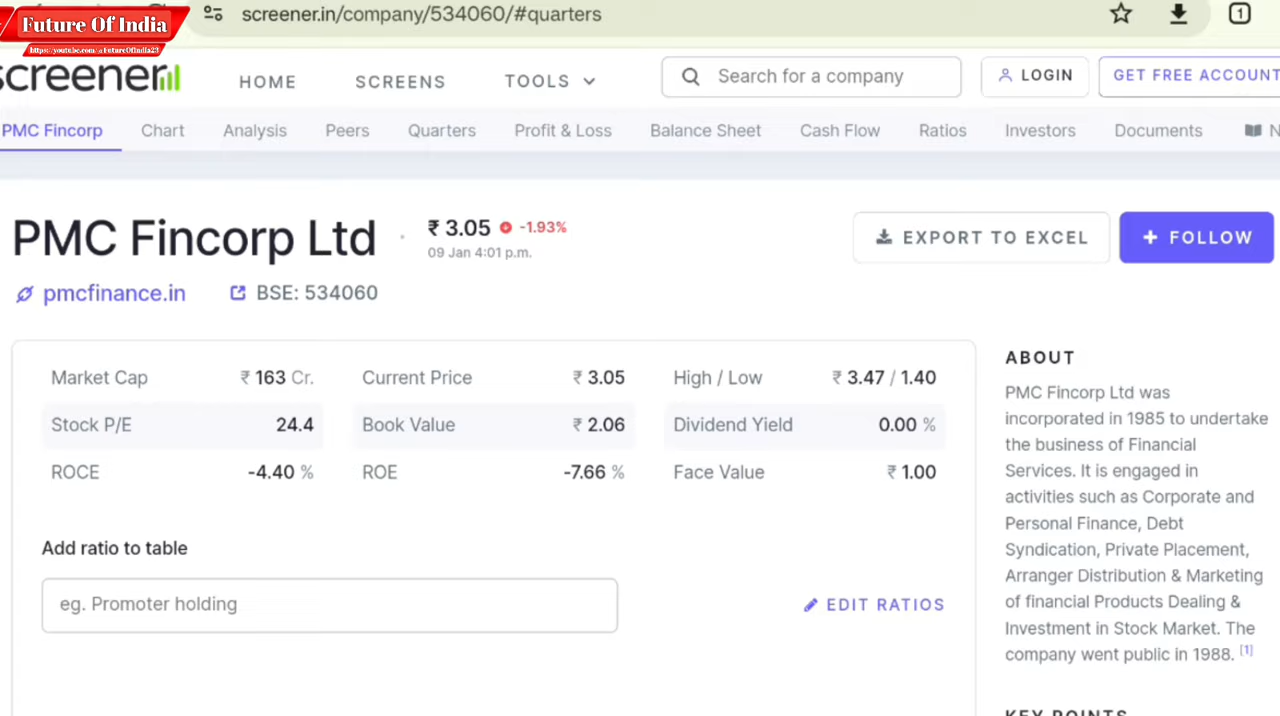 Future Of India
https://youtube.com/@FutureOfIndia23
screener.in/company/534060/#quarters
1
screener
HOME
SCREENS
TOOLS
Search for a company
LOGIN
GET FREE ACCOUNT
PMC Fincorp
Chart
Analysis
Peers
Quarters
Profit & Loss
Balance Sheet
Cash Flow
Ratios
Investors
Documents
N
PMC Fincorp Ltd
₹ 3.05 -1.93%
09 Jan 4:01 p.m.
EXPORT TO EXCEL
+ FOLLOW
pmcfinance.in
BSE: 534060
Market Cap ₹ 163 Cr.
Current Price ₹ 3.05
High / Low ₹ 3.47 / 1.40
Stock P/E 24.4
Book Value ₹ 2.06
Dividend Yield 0.00 %
ROCE -4.40 %
ROE -7.66 %
Face Value ₹ 1.00
Add ratio to table
eg. Promoter holding
EDIT RATIOS
ABOUT
PMC Fincorp Ltd was
incorporated in 1985 to undertake
the business of Financial
Services. It is engaged in
activities such as Corporate and
Personal Finance, Debt
Syndication, Private Placement,
Arranger Distribution & Marketing
of financial Products Dealing &
Investment in Stock Market. The
company went public in 1988. [1]
KEY POINTS